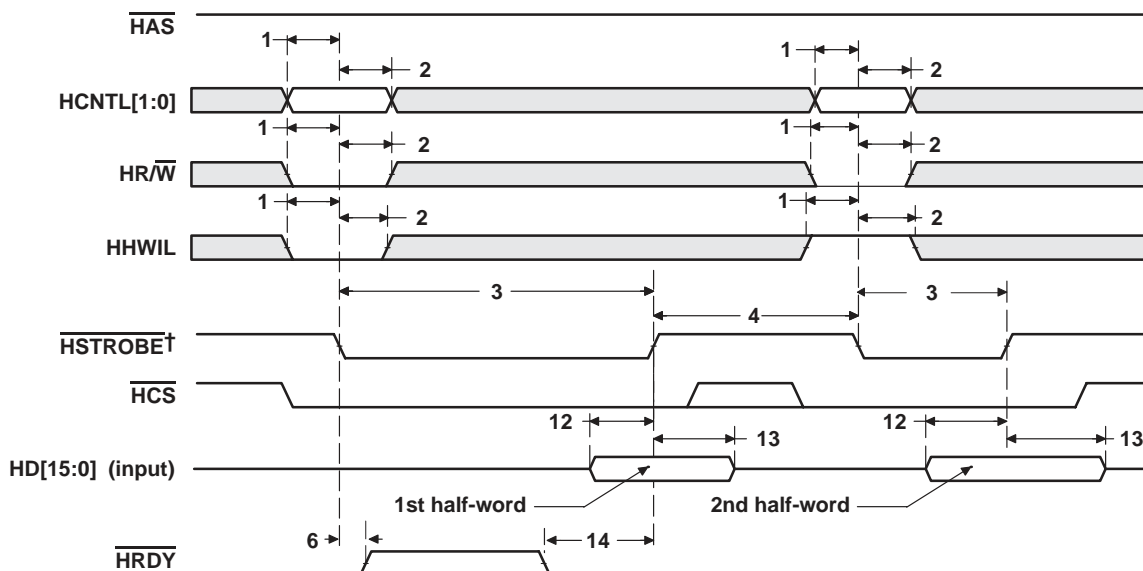 HAS
1 1
2 2
HCNTL[1:0]
1 1
2 2
HR/W
1 1
2 2
HHWIL
3 3
4
HSTROBE†
HCS
12 12
13 13
HD[15:0] (input)
1st half-word 2nd half-word
6 14
HRDY